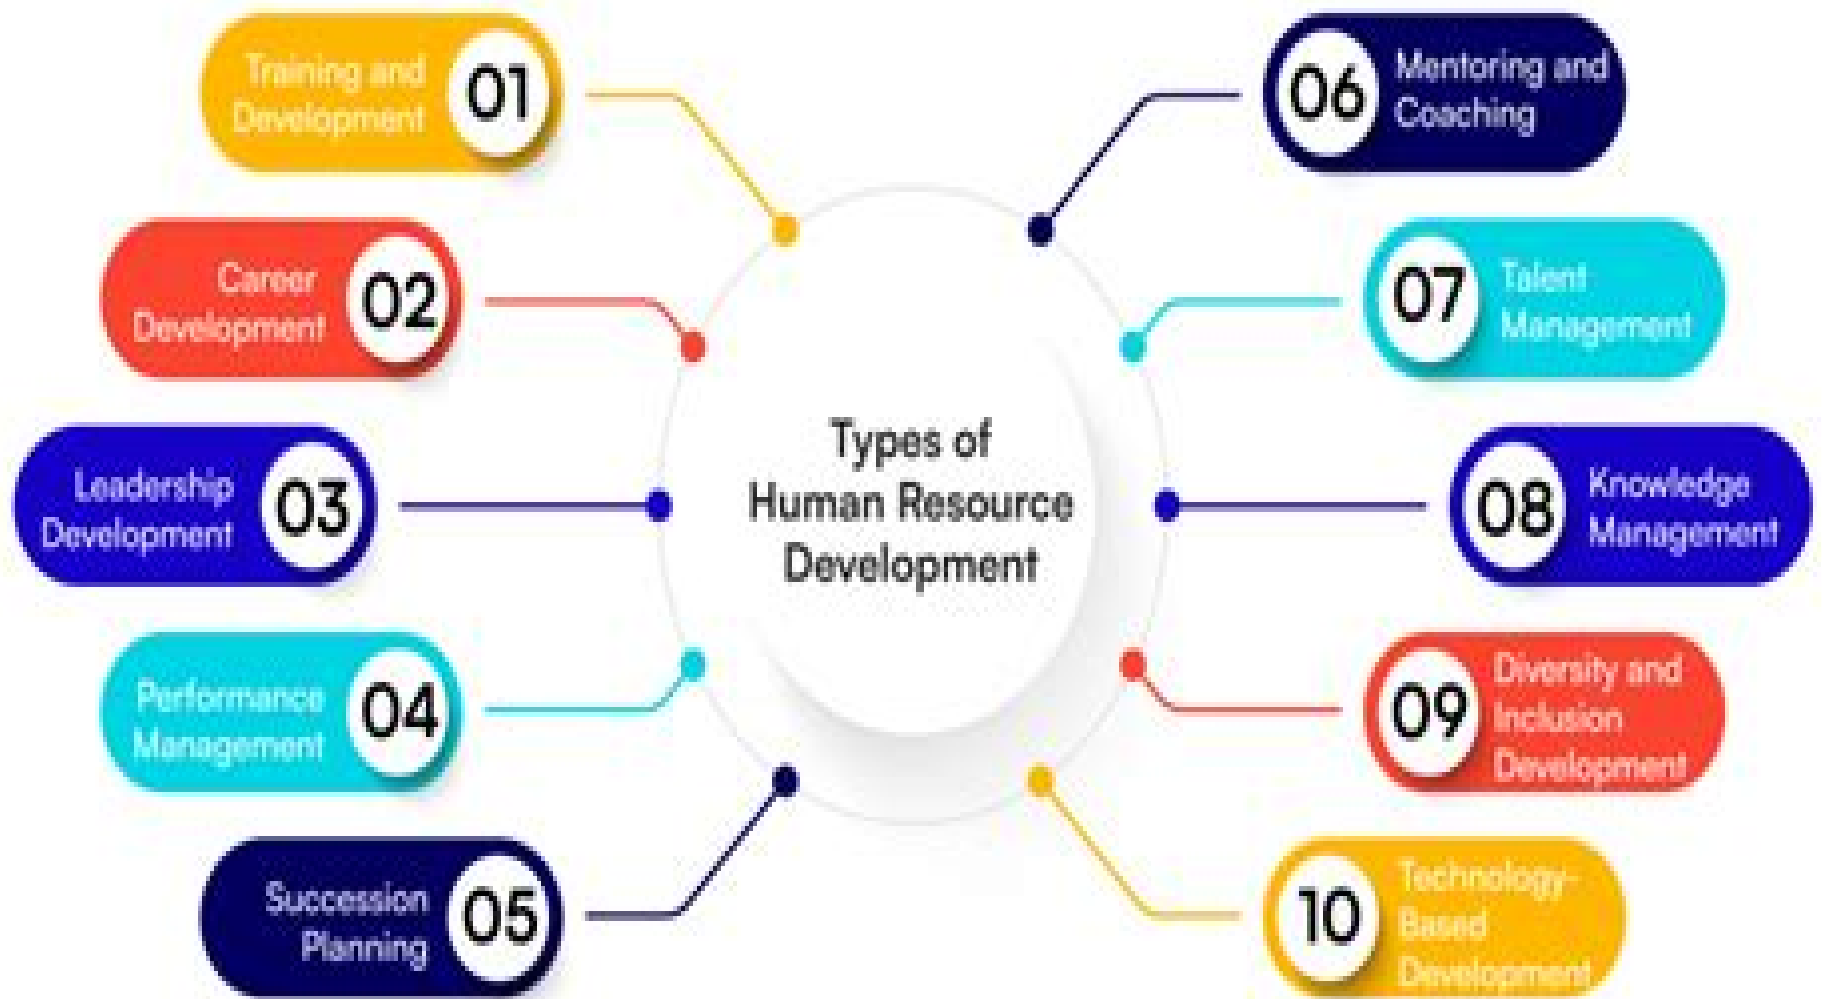 Training and
Development
01
Career
Development
02
Leadership
Development
03
Performance
Management
04
Succession
Planning
05
Types of
Human Resource
Development
06
Mentoring and
Coaching
07
Talent
Management
08
Knowledge
Management
09
Diversity and
Inclusion
Development
10
Technology-
Based
Development